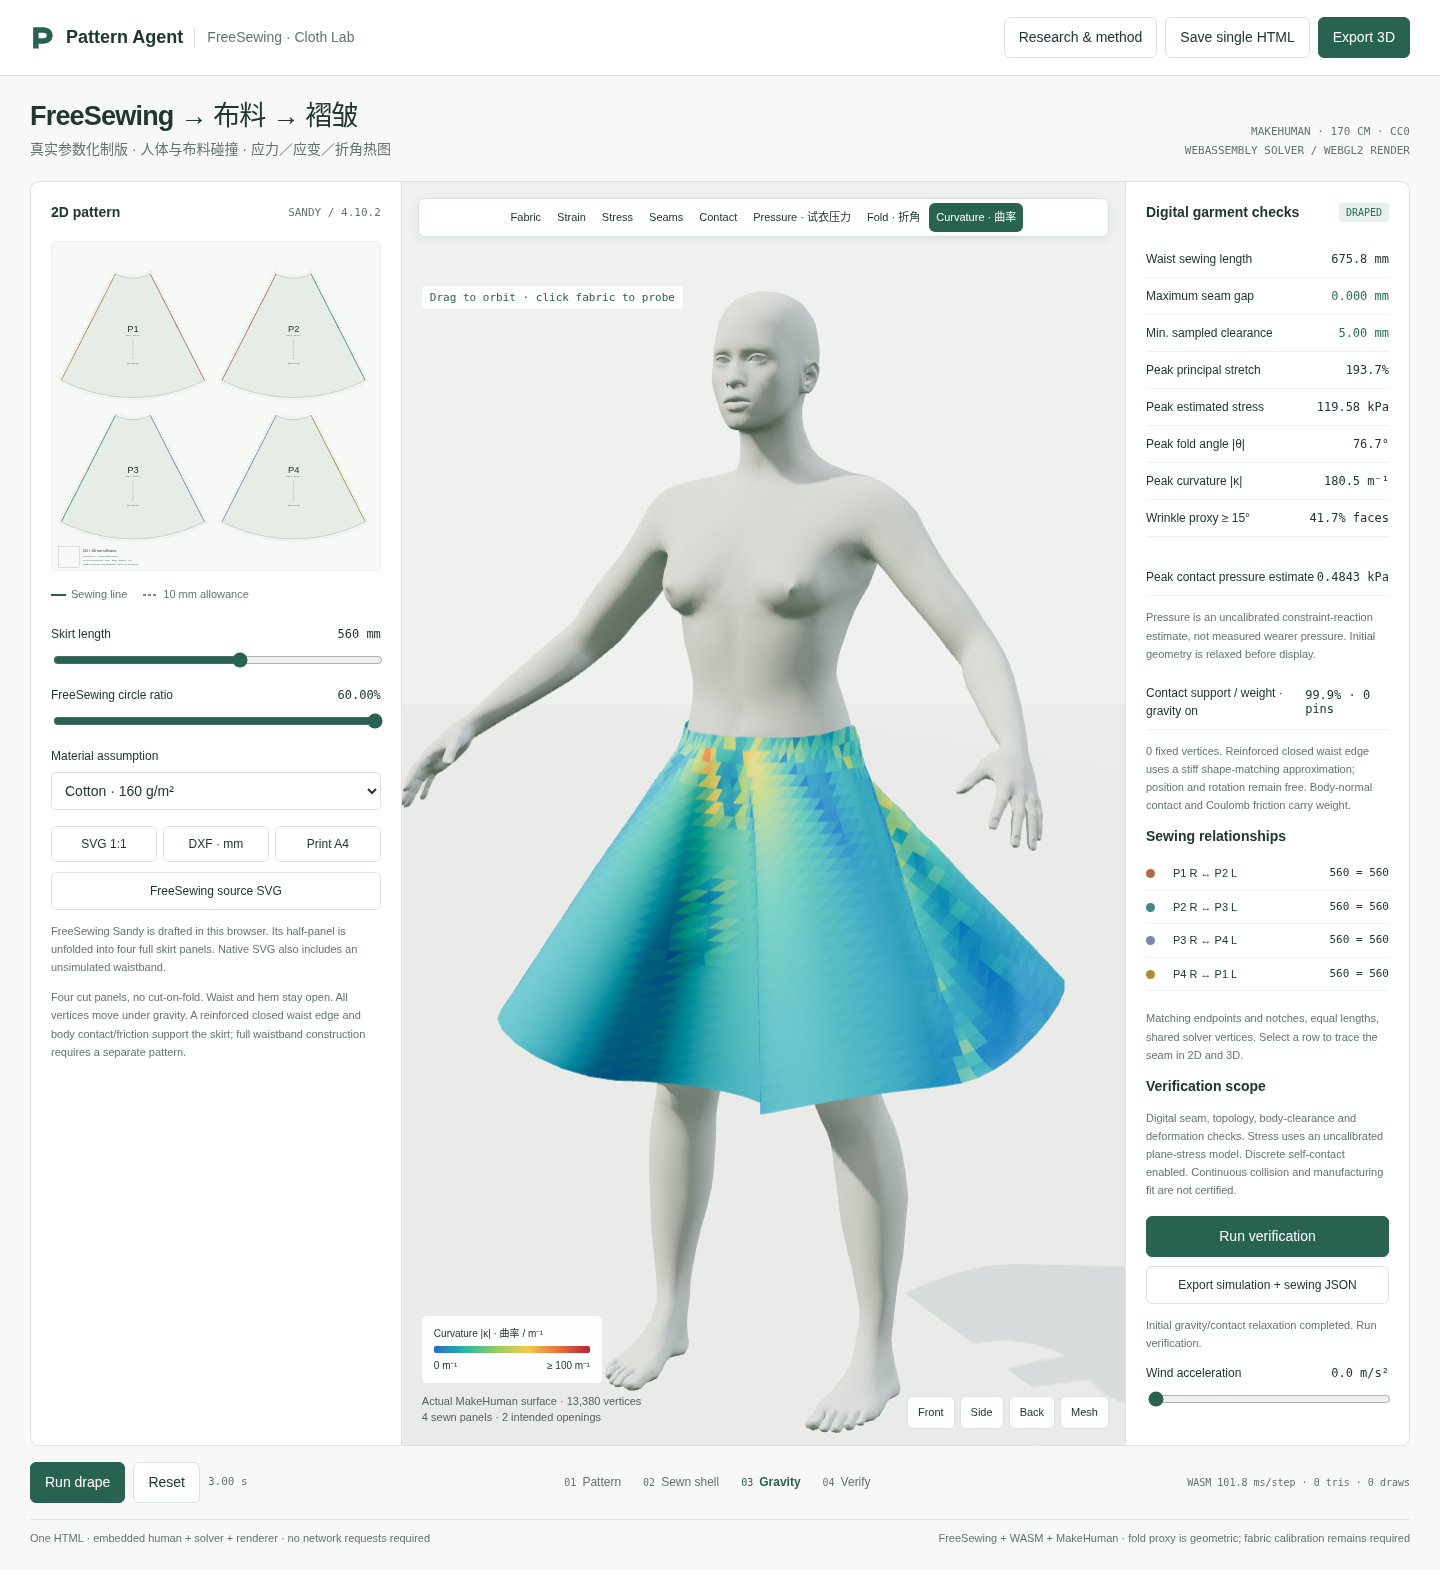 Pattern Agent
FreeSewing · Cloth Lab
Research & method
Save single HTML
Export 3D
FreeSewing → 布料 → 褶皱
真实参数化制版 · 人体与布料碰撞 · 应力／应变／折角热图
MAKEHUMAN · 170 CM · CC0
WEBASSEMBLY SOLVER / WEBGL2 RENDER
2D pattern
SANDY / 4.10.2
P1
P2
P3
P4
Sewing line
10 mm allowance
Skirt length
560 mm
FreeSewing circle ratio
60.00%
Material assumption
Cotton · 160 g/m²
SVG 1:1
DXF · mm
Print A4
FreeSewing source SVG
FreeSewing Sandy is drafted in this browser. Its half-panel is
unfolded into four full skirt panels. Native SVG also includes an
unsimulated waistband.
Four cut panels, no cut-on-fold. Waist and hem stay open. All
vertices move under gravity. A reinforced closed waist edge and
body contact/friction support the skirt; full waistband construction
requires a separate pattern.
Fabric
Strain
Stress
Seams
Contact
Pressure · 试衣压力
Fold · 折角
Curvature · 曲率
Drag to orbit · click fabric to probe
Curvature |κ| · 曲率 / m⁻¹
0 m⁻¹
≥ 100 m⁻¹
Actual MakeHuman surface · 13,380 vertices
4 sewn panels · 2 intended openings
Front
Side
Back
Mesh
Digital garment checks
DRAPED
Waist sewing length
675.8 mm
Maximum seam gap
0.000 mm
Min. sampled clearance
5.00 mm
Peak principal stretch
193.7%
Peak estimated stress
119.58 kPa
Peak fold angle |θ|
76.7°
Peak curvature |κ|
180.5 m⁻¹
Wrinkle proxy ≥ 15°
41.7% faces
Peak contact pressure estimate
0.4843 kPa
Pressure is an uncalibrated constraint-reaction
estimate, not measured wearer pressure. Initial
geometry is relaxed before display.
Contact support / weight ·
gravity on
99.9% · 0
pins
0 fixed vertices. Reinforced closed waist edge
uses a stiff shape-matching approximation;
position and rotation remain free. Body-normal
contact and Coulomb friction carry weight.
Sewing relationships
P1 R ↔ P2 L
560 = 560
P2 R ↔ P3 L
560 = 560
P3 R ↔ P4 L
560 = 560
P4 R ↔ P1 L
560 = 560
Matching endpoints and notches, equal lengths,
shared solver vertices. Select a row to trace the
seam in 2D and 3D.
Verification scope
Digital seam, topology, body-clearance and
deformation checks. Stress uses an uncalibrated
plane-stress model. Discrete self-contact
enabled. Continuous collision and manufacturing
fit are not certified.
Run verification
Export simulation + sewing JSON
Initial gravity/contact relaxation completed. Run
verification.
Wind acceleration
0.0 m/s²
Run drape
Reset
3.00 s
01 Pattern
02 Sewn shell
03 Gravity
04 Verify
WASM 101.8 ms/step · 0 tris · 0 draws
One HTML · embedded human + solver + renderer · no network requests required
FreeSewing + WASM + MakeHuman · fold proxy is geometric; fabric calibration remains required